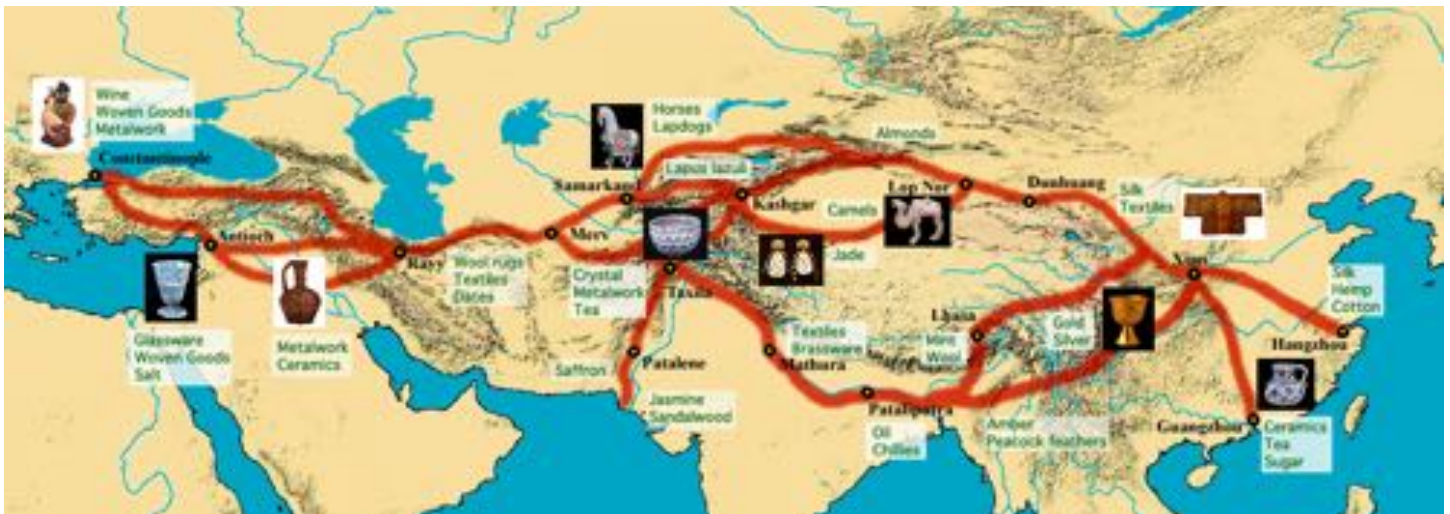 Wine
Woven Goods
Metalwork
Constantinople
Antioch
Glassware
Woven Goods
Salt
Metalwork
Ceramics
Rayy
Wool rugs
Textiles
Dates
Merv
Samarkand
Horses
Lapdogs
Lapus lazuli
Almonds
Kashgar
Camels
Jade
Crystal
Metalwork
Tea
Taxila
Saffron
Patalene
Jasmine
Sandalwood
Textiles
Brassware
Mathura
Pataliputra
Oil
Chillies
Lop Nor
Dunhuang
Silk
Textiles
Xian
Lhasa
Wool
Gold
Silver
Amber
Peacock feathers
Silk
Hemp
Cotton
Hangzhou
Guangzhou
Ceramics
Tea
Sugar